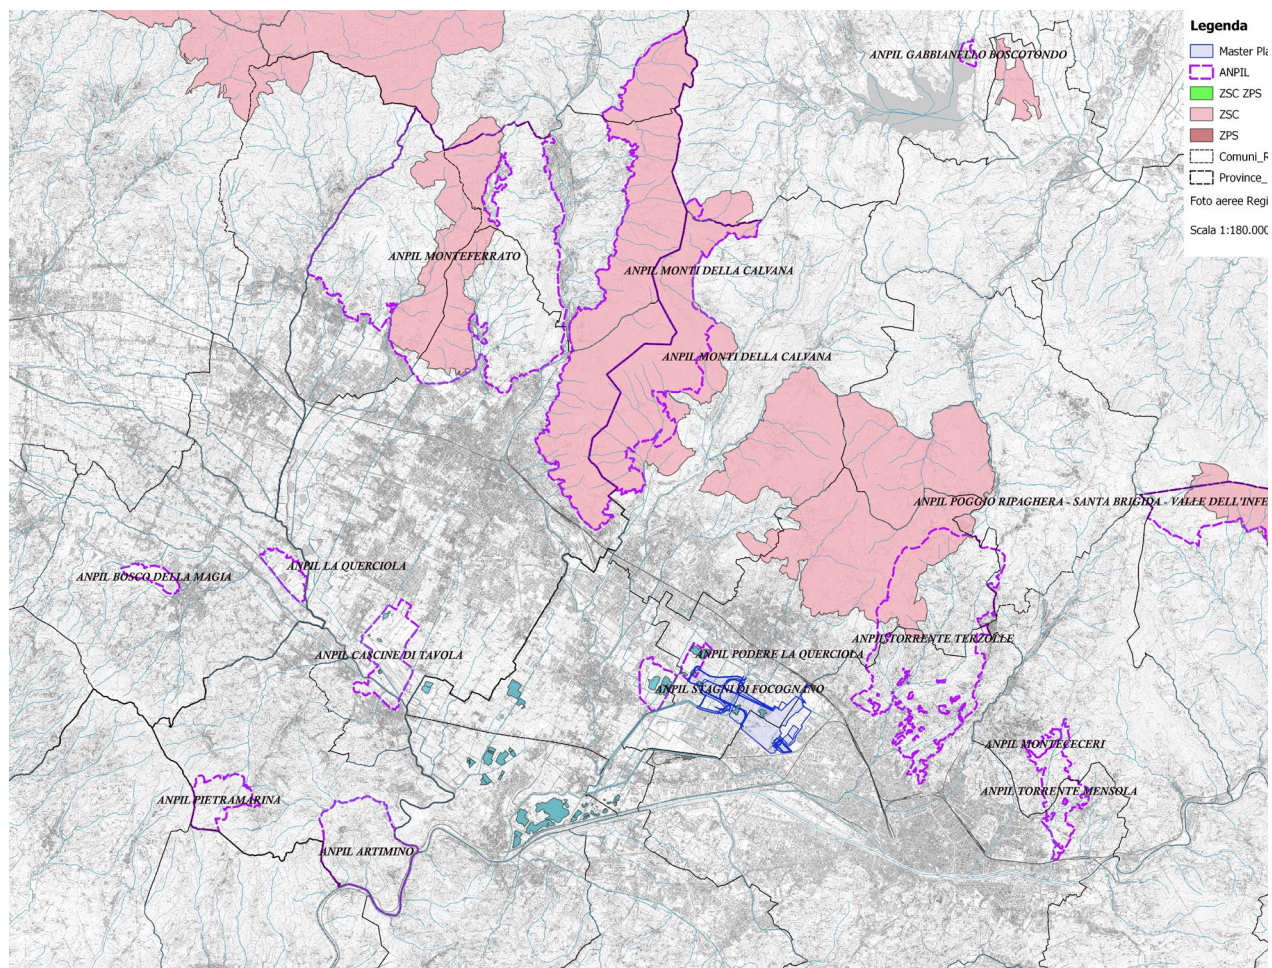 Legenda
Master Pla
ANPIL
ZSC ZPS
ZSC
ZPS
Comuni_R
Province_
Foto aeree Regi
Scala 1:180.000
ANPIL GABBIANELLO BOSCOTONDO
ANPIL MONTEFERRATO
ANPIL MONTI DELLA CALVANA
ANPIL MONTI DELLA CALVANA
ANPIL POGGIO RIPAGHERA - SANTA BRIGIDA - VALLE DELL'INFE
ANPIL LA QUERCIOLA
ANPIL BOSCO DELLA MAGIA
ANPIL TORRENTE TERZOLLE
ANPIL CASCINE DI TAVOLA
ANPIL PODERE LA QUERCIOLA
ANPIL STAGNI DI FOCOGNANO
ANPIL MONTECECERI
ANPIL TORRENTE MENSOLA
ANPIL PIETRAMARINA
ANPIL ARTIMINO